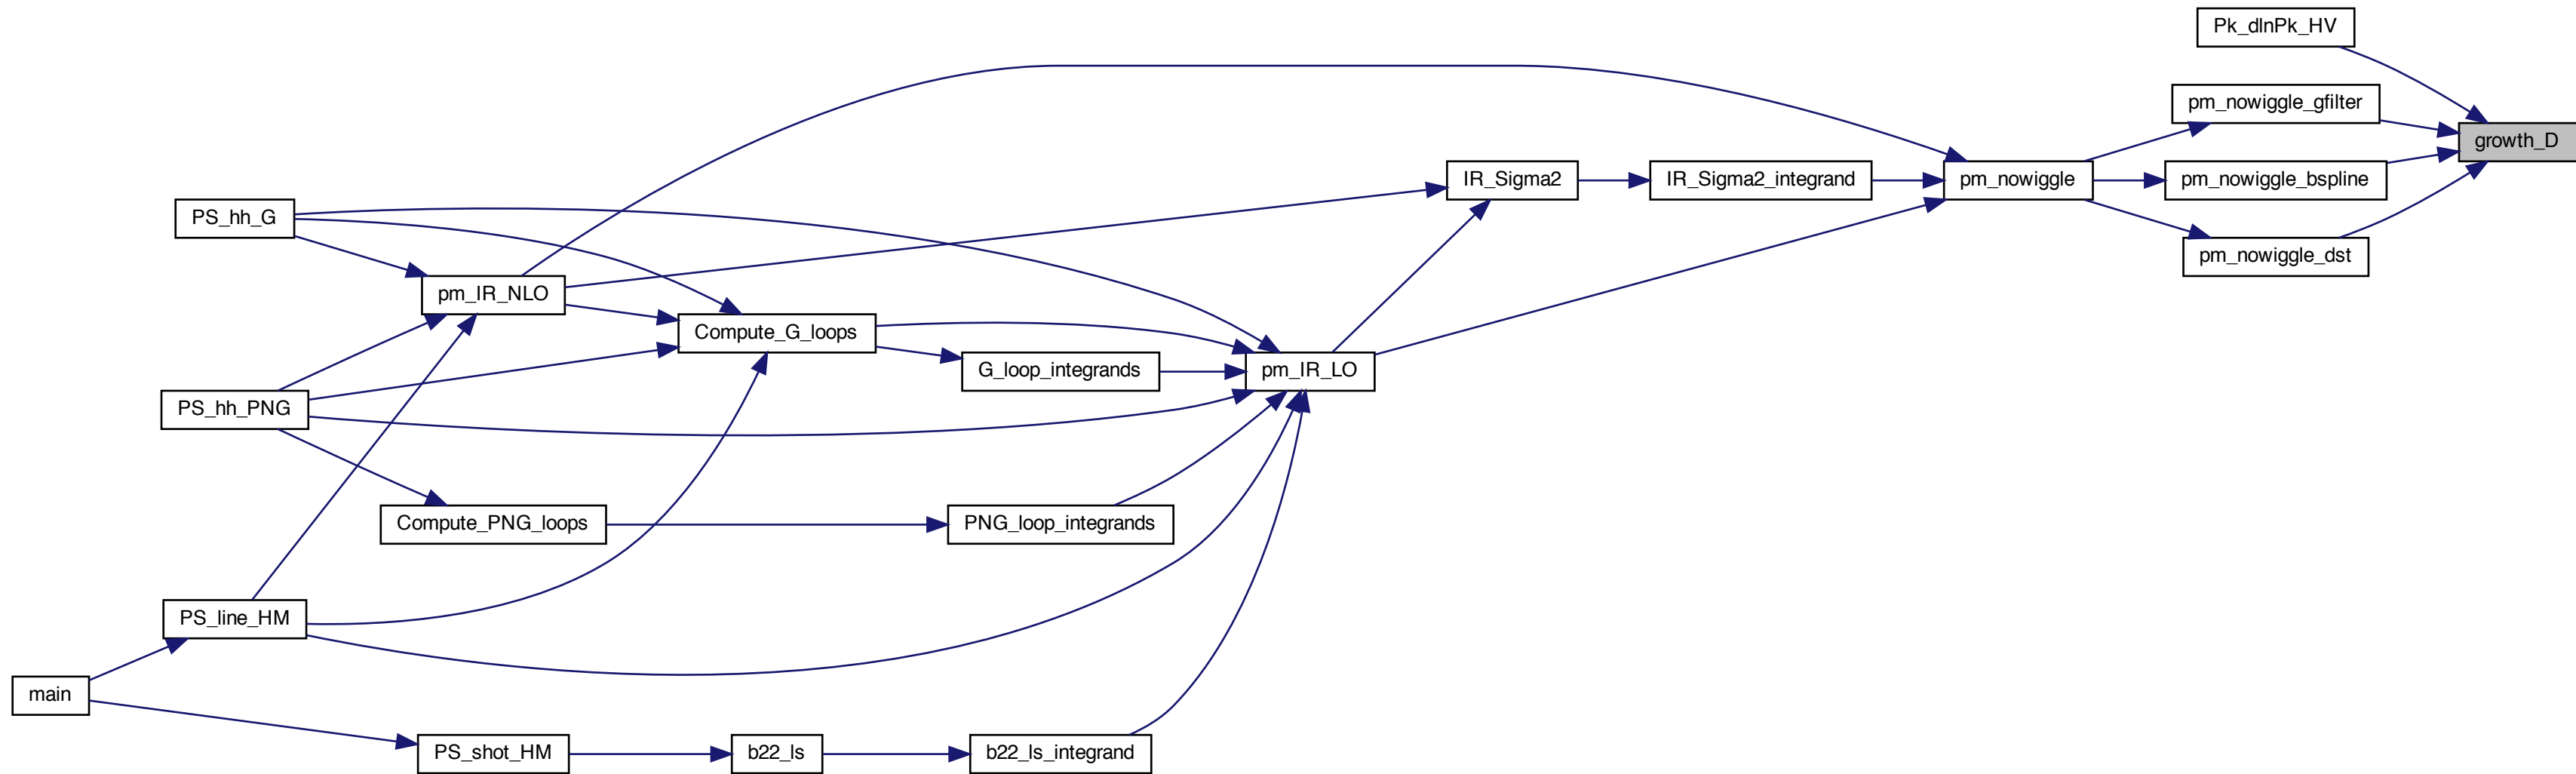 Pk_dlnPk_HV
pm_nowiggle_gfilter
growth_D
IR_Sigma2
IR_Sigma2_integrand
pm_nowiggle
pm_nowiggle_bspline
PS_hh_G
pm_nowiggle_dst
pm_IR_NLO
Compute_G_loops
G_loop_integrands
pm_IR_LO
PS_hh_PNG
Compute_PNG_loops
PNG_loop_integrands
PS_line_HM
main
PS_shot_HM
b22_ls
b22_ls_integrand